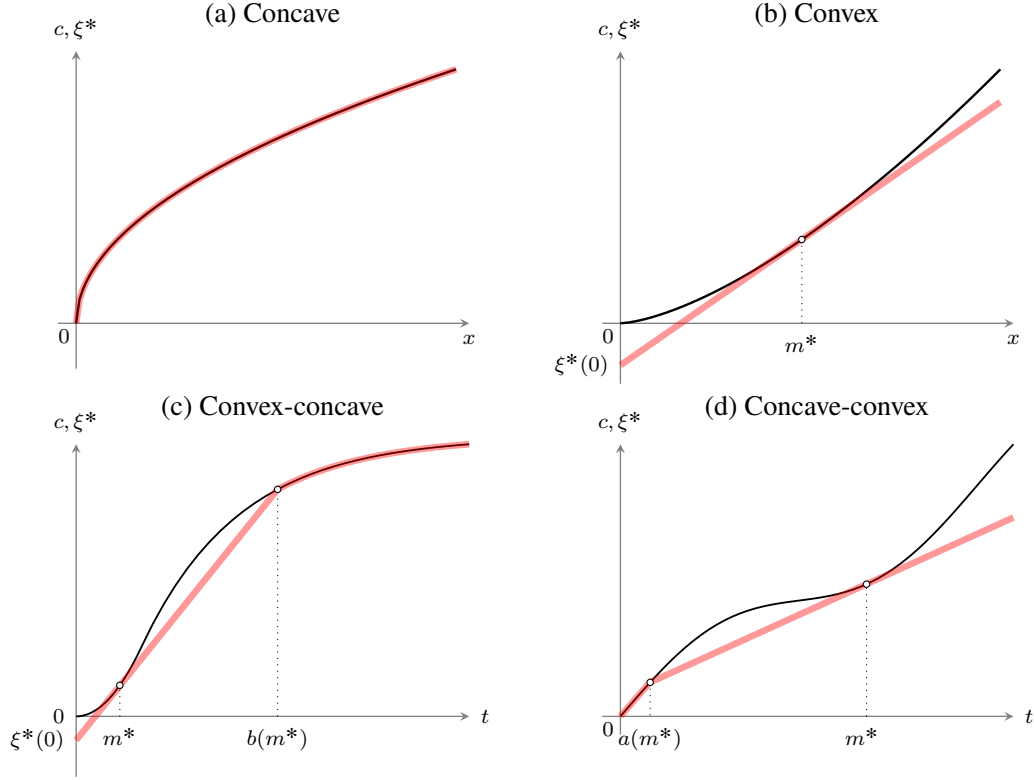 (a) Concave
c, ξ*
0
x
(b) Convex
c, ξ*
0
m*
x
ξ*(0)
(c) Convex-concave
c, ξ*
0
ξ*(0)
m*
b(m*)
t
(d) Concave-convex
c, ξ*
0
a(m*)
m*
t